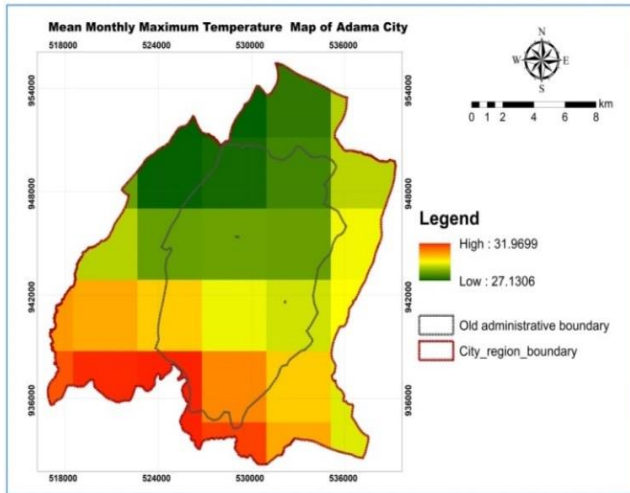 Mean Monthly Maximum Temperature Map of Adama City
518000 524000 530000 536000
N
W E
S
km
0 1 2 4 6 8
954000 954000
948000 948000
942000 942000
936000 936000
Legend
High : 31.9699
Low : 27.1306
Old administrative boundary
City_region_boundary
518000 524000 530000 536000